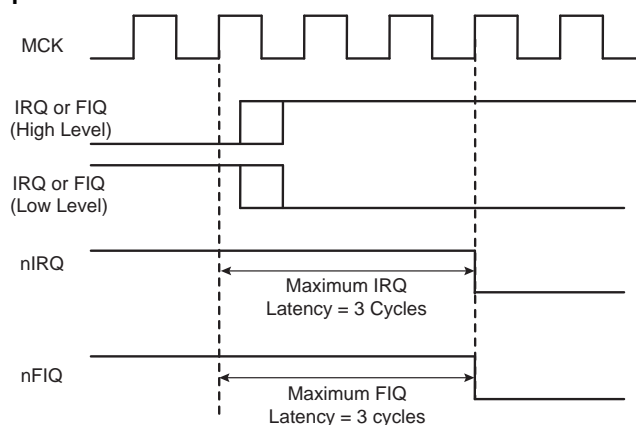 MCK
IRQ or FIQ
(High Level)
IRQ or FIQ
(Low Level)
nIRQ
Maximum IRQ
Latency = 3 Cycles
nFIQ
Maximum FIQ
Latency = 3 cycles